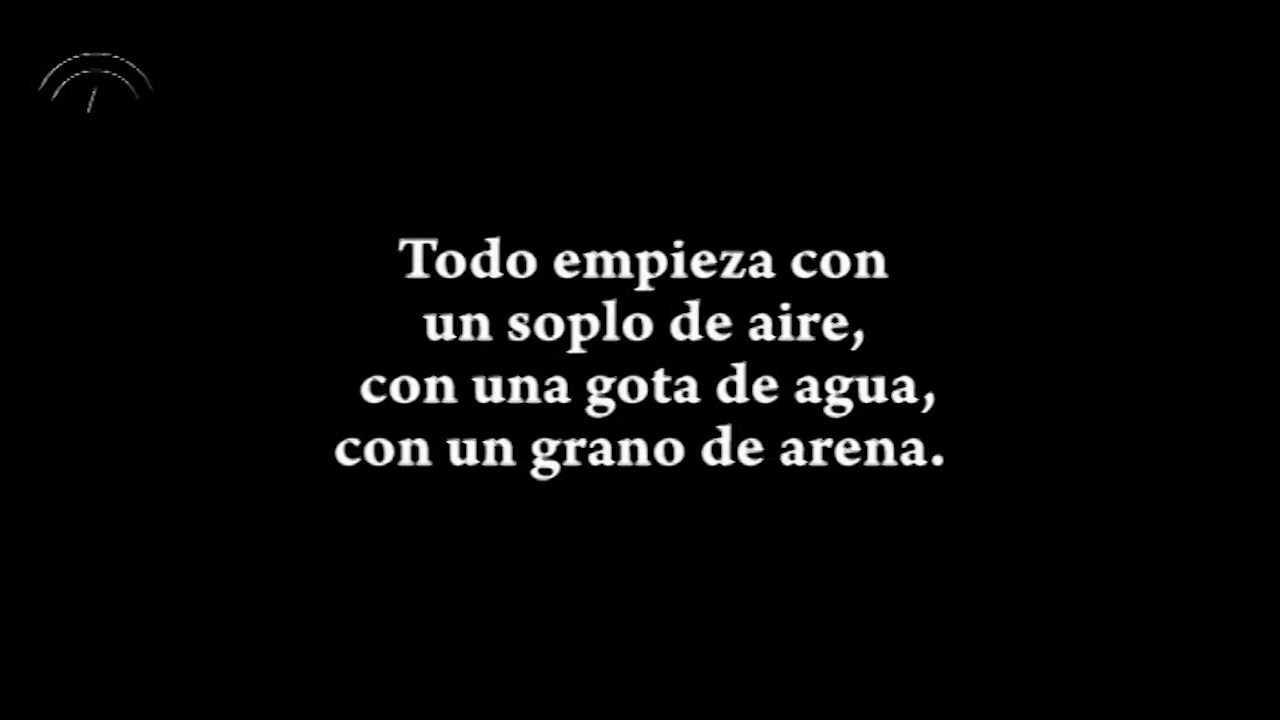 Todo empieza con
un soplo de aire,
con una gota de agua,
con un grano de arena.